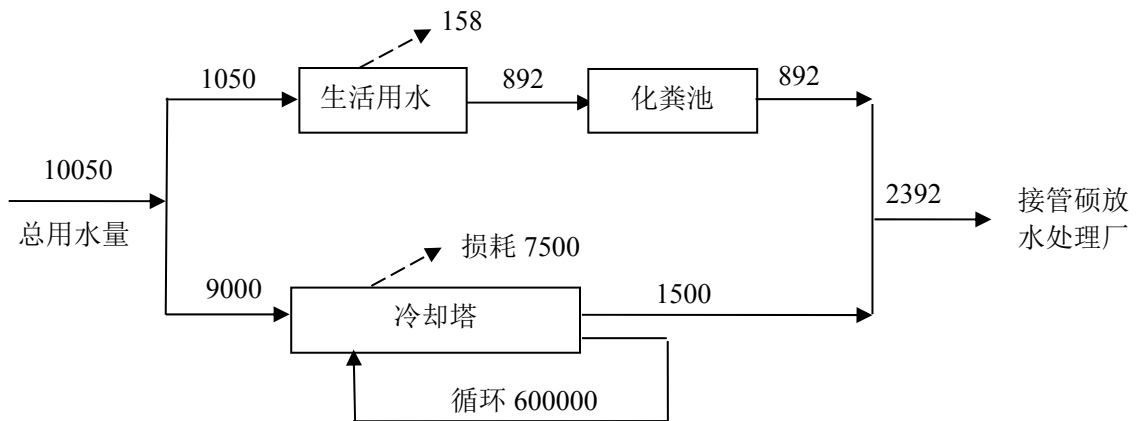 158
1050
生活用水
892
化粪池
892
10050
总用水量
2392
接管硕放
水处理厂
损耗 7500
9000
冷却塔
1500
循环 600000